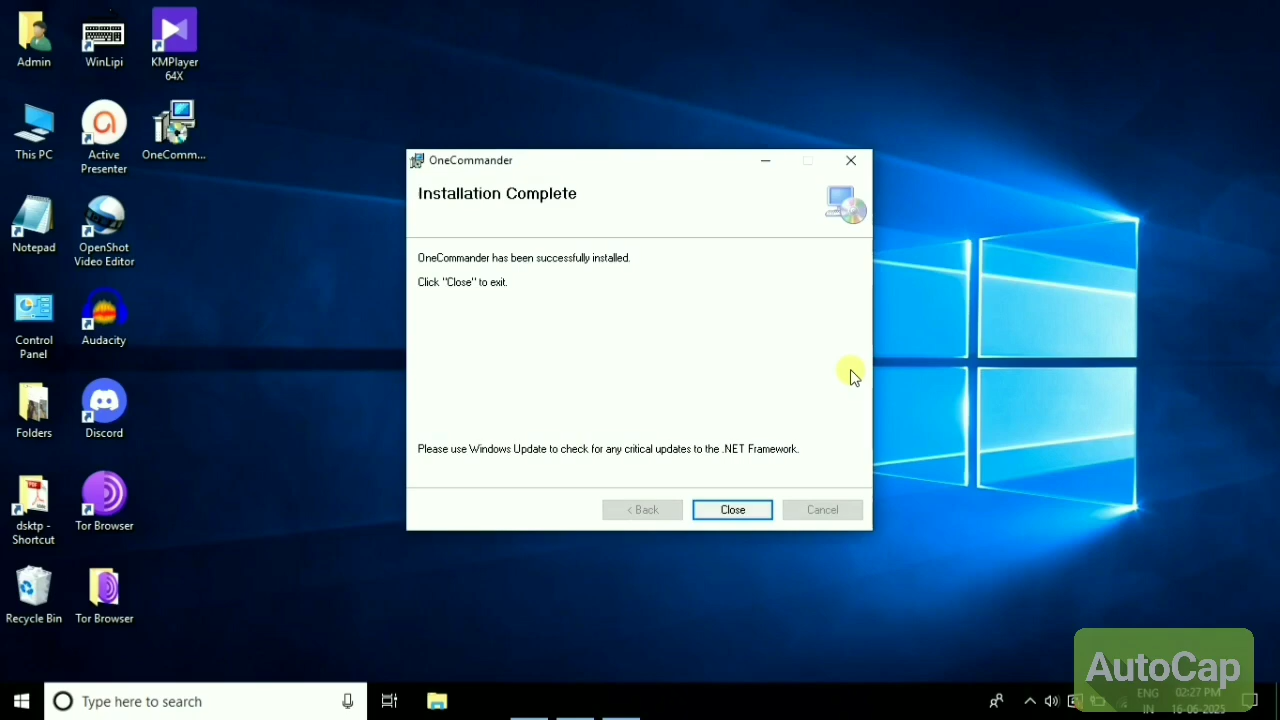 Admin
WinLipi
KMPlayer
64X
This PC
Active
Presenter
OneComm...
Notepad
OpenShot
Video Editor
Control
Panel
Audacity
Folders
Discord
dsktp -
Shortcut
Tor Browser
Recycle Bin
Tor Browser
OneCommander
Installation Complete
OneCommander has been successfully installed.
Click "Close" to exit.
Please use Windows Update to check for any critical updates to the .NET Framework.
< Back
Close
Cancel
AutoCap
Type here to search
ENG
IN
02:27 PM
16-06-2025